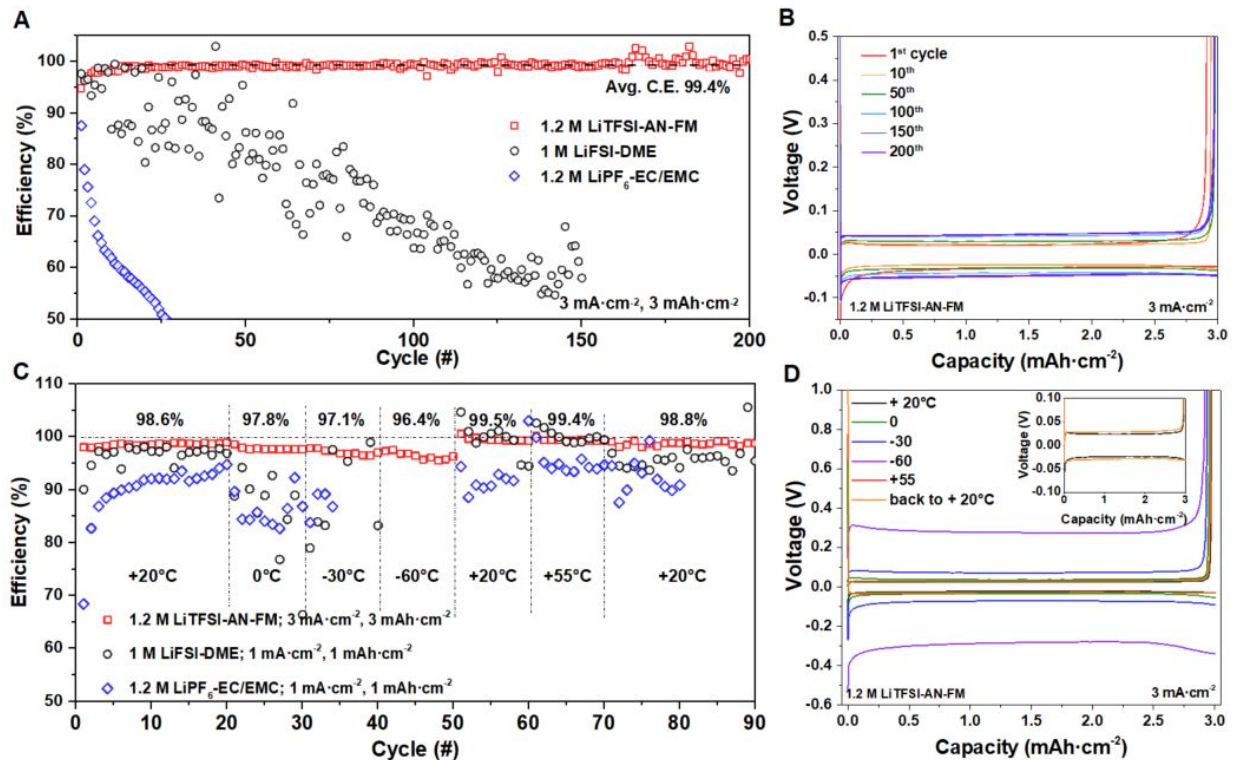 A
Efficiency (%)
110
100
90
80
70
60
50
Avg. C.E. 99.4%
1.2 M LiTFSI-AN-FM
1 M LiFSI-DME
1.2 M LiPF₆-EC/EMC
3 mA·cm⁻², 3 mAh·cm⁻²
0 50 100 150 200
Cycle (#)
B
Voltage (V)
0.5
0.4
0.3
0.2
0.1
0.0
-0.1
1ˢᵗ cycle
10ᵗʰ
50ᵗʰ
100ᵗʰ
150ᵗʰ
200ᵗʰ
1.2 M LiTFSI-AN-FM 3 mA·cm⁻²
0.0 0.5 1.0 1.5 2.0 2.5 3.0
Capacity (mAh·cm⁻²)
C
Efficiency (%)
110
100
90
80
70
60
50
98.6% 97.8% 97.1% 96.4% 99.5% 99.4% 98.8%
+20°C 0°C -30°C -60°C +20°C +55°C +20°C
1.2 M LiTFSI-AN-FM; 3 mA·cm⁻², 3 mAh·cm⁻²
1 M LiFSI-DME; 1 mA·cm⁻², 1 mAh·cm⁻²
1.2 M LiPF₆-EC/EMC; 1 mA·cm⁻², 1 mAh·cm⁻²
0 10 20 30 40 50 60 70 80 90
Cycle (#)
D
Voltage (V)
1.0
0.8
0.6
0.4
0.2
0.0
-0.2
-0.4
-0.6
+ 20°C
0
-30
-60
+55
back to + 20°C
Voltage (V)
0.10
0.05
0.00
-0.05
-0.10
0 1 2 3
Capacity (mAh·cm⁻²)
1.2 M LiTFSI-AN-FM 3 mA·cm⁻²
0.0 0.5 1.0 1.5 2.0 2.5 3.0
Capacity (mAh·cm⁻²)